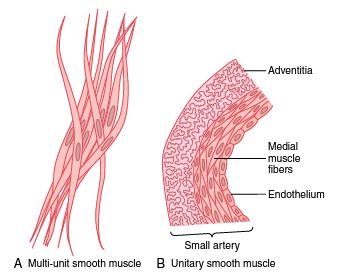 Adventitia
Medial
muscle
fibers
Endothelium
Small artery
A Multi-unit smooth muscle
B Unitary smooth muscle